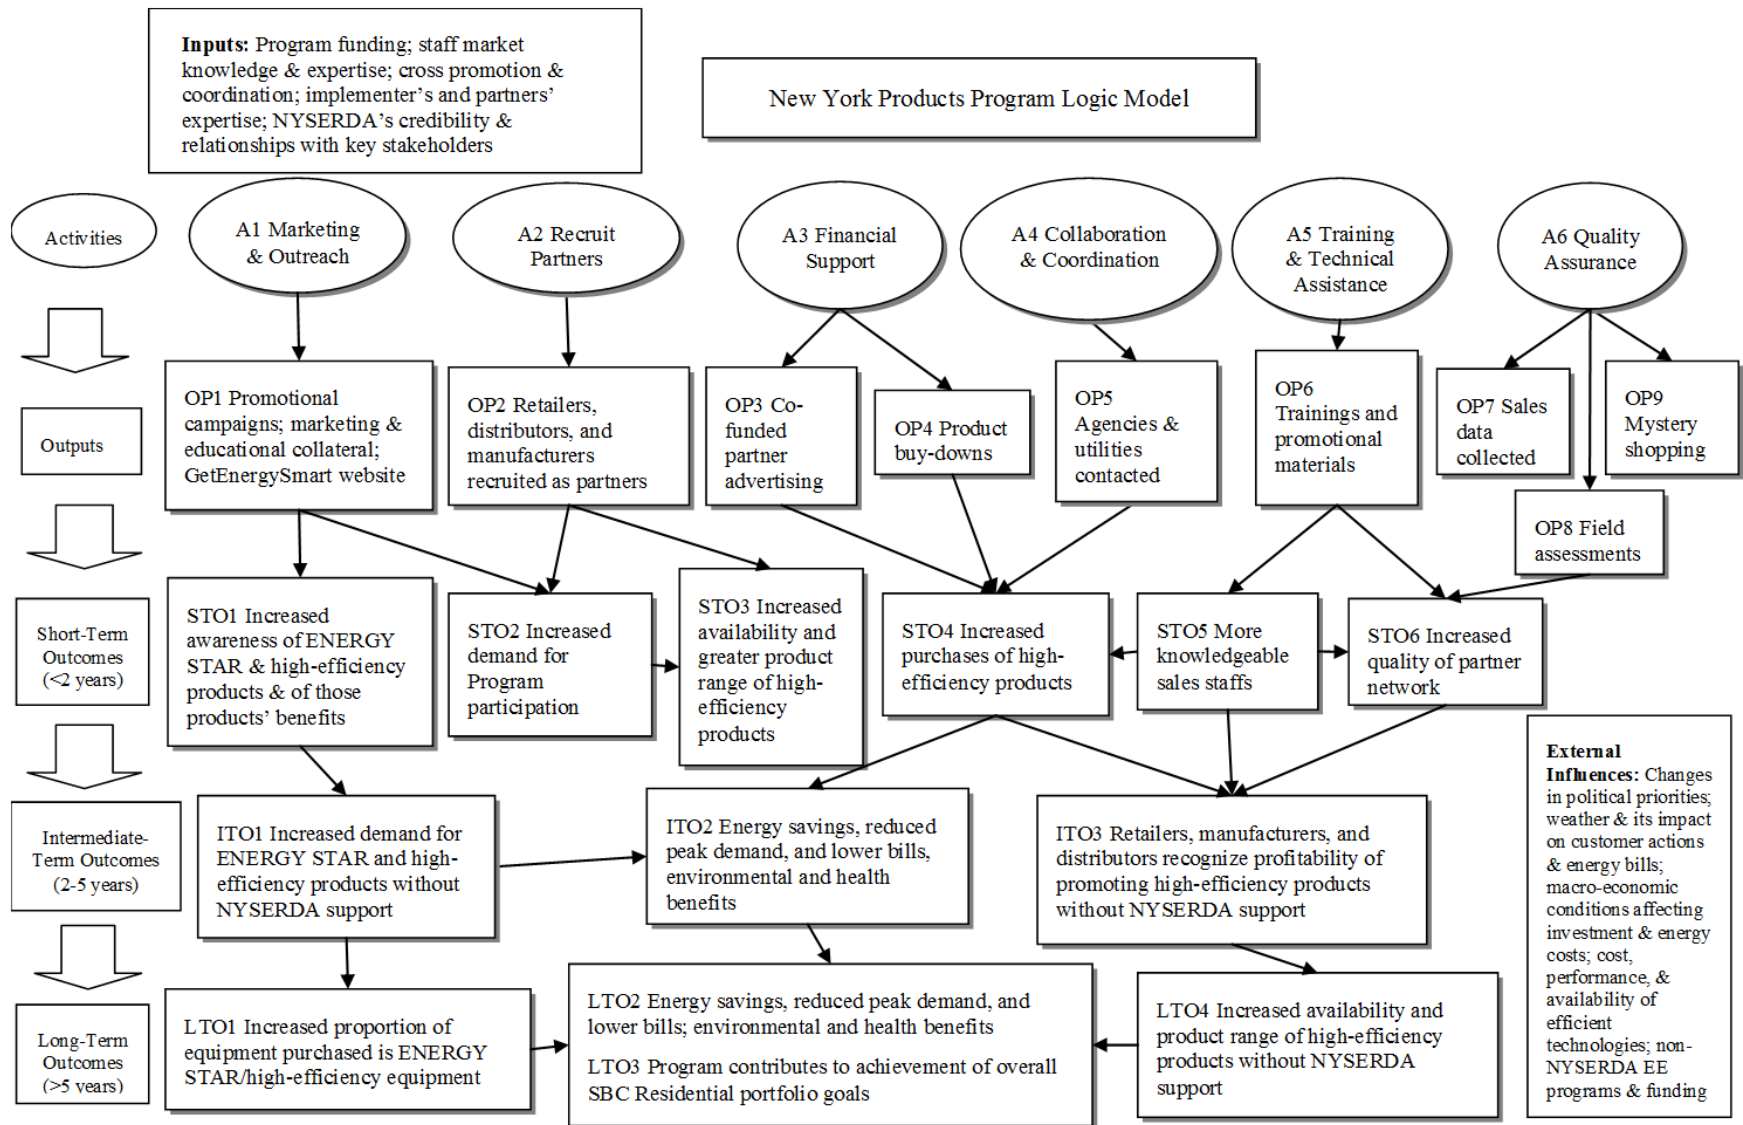 Inputs: Program funding; staff market
knowledge & expertise; cross promotion &
coordination; implementer's and partners'
expertise; NYSERDA's credibility &
relationships with key stakeholders
New York Products Program Logic Model
Activities
A1 Marketing
& Outreach
A2 Recruit
Partners
A3 Financial
Support
A4 Collaboration
& Coordination
A5 Training
& Technical
Assistance
A6 Quality
Assurance
Outputs
OP1 Promotional
campaigns; marketing &
educational collateral;
GetEnergySmart website
OP2 Retailers,
distributors, and
manufacturers
recruited as partners
OP3 Co-
funded
partner
advertising
OP4 Product
buy-downs
OP5
Agencies &
utilities
contacted
OP6
Trainings and
promotional
materials
OP7 Sales
data
collected
OP9
Mystery
shopping
OP8 Field
assessments
Short-Term
Outcomes
(<2 years)
STO1 Increased
awareness of ENERGY
STAR & high-efficiency
products & of those
products' benefits
STO2 Increased
demand for
Program
participation
STO3 Increased
availability and
greater product
range of high-
efficiency
products
STO4 Increased
purchases of high-
efficiency products
STO5 More
knowledgeable
sales staffs
STO6 Increased
quality of partner
network
Intermediate-
Term Outcomes
(2-5 years)
ITO1 Increased demand for
ENERGY STAR and high-
efficiency products without
NYSERDA support
ITO2 Energy savings, reduced
peak demand, and lower bills,
environmental and health
benefits
ITO3 Retailers, manufacturers, and
distributors recognize profitability of
promoting high-efficiency products
without NYSERDA support
External
Influences: Changes
in political priorities;
weather & its impact
on customer actions
& energy bills;
macro-economic
conditions affecting
investment & energy
costs; cost,
performance, &
availability of
efficient
technologies; non-
NYSERDA EE
programs & funding
Long-Term
Outcomes
(>5 years)
LTO1 Increased proportion of
equipment purchased is ENERGY
STAR/high-efficiency equipment
LTO2 Energy savings, reduced peak demand, and
lower bills; environmental and health benefits
LTO3 Program contributes to achievement of overall
SBC Residential portfolio goals
LTO4 Increased availability and
product range of high-efficiency
products without NYSERDA
support